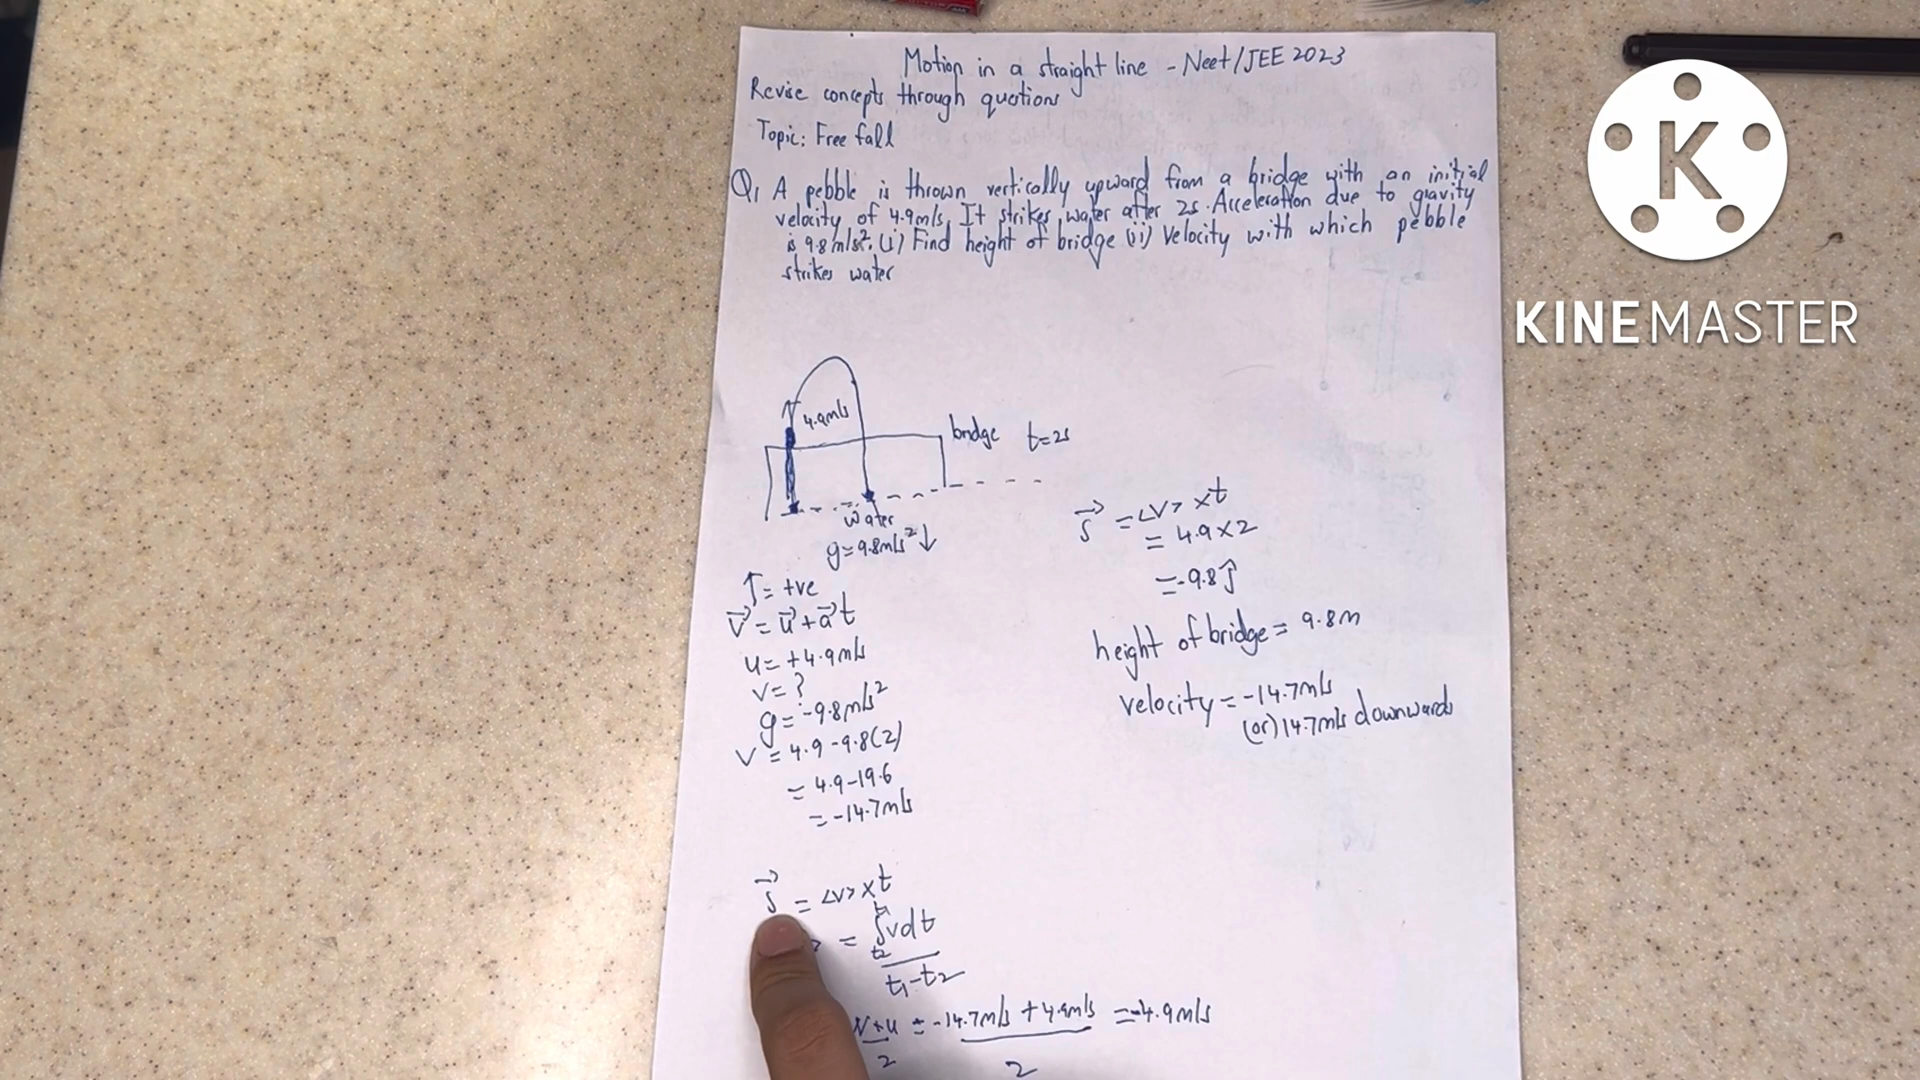 Motion in a straight line - Neet/JEE 2023
Revise concepts through quotions
Topic: Free fall
Q1 A pebble is thrown vertically upward from a bridge with an initial
velocity of 4.9m/s. It strikes water after 2s. Acceleration due to gravity
is 9.8m/s². (i) Find height of bridge (ii) Velocity with which pebble
strikes water
K
KINEMASTER
4.9m/s
bridge t=2s
water
g=9.8m/s² ↓
↑=+ve
v⃗ = u⃗ + a⃗ t
u=+4.9m/s
v=?
g=-9.8m/s²
v = 4.9-9.8(2)
= 4.9-19.6
= -14.7m/s
s⃗ = <v> x t
= ∫vdt
t2
t1-t2
v+u/2 = -14.7m/s + 4.9m/s / 2 = -4.9m/s
s⃗ = <v> x t
= 4.9x2
= -9.8ĵ
height of bridge = 9.8m
velocity = -14.7m/s
(or) 14.7m/s downwards